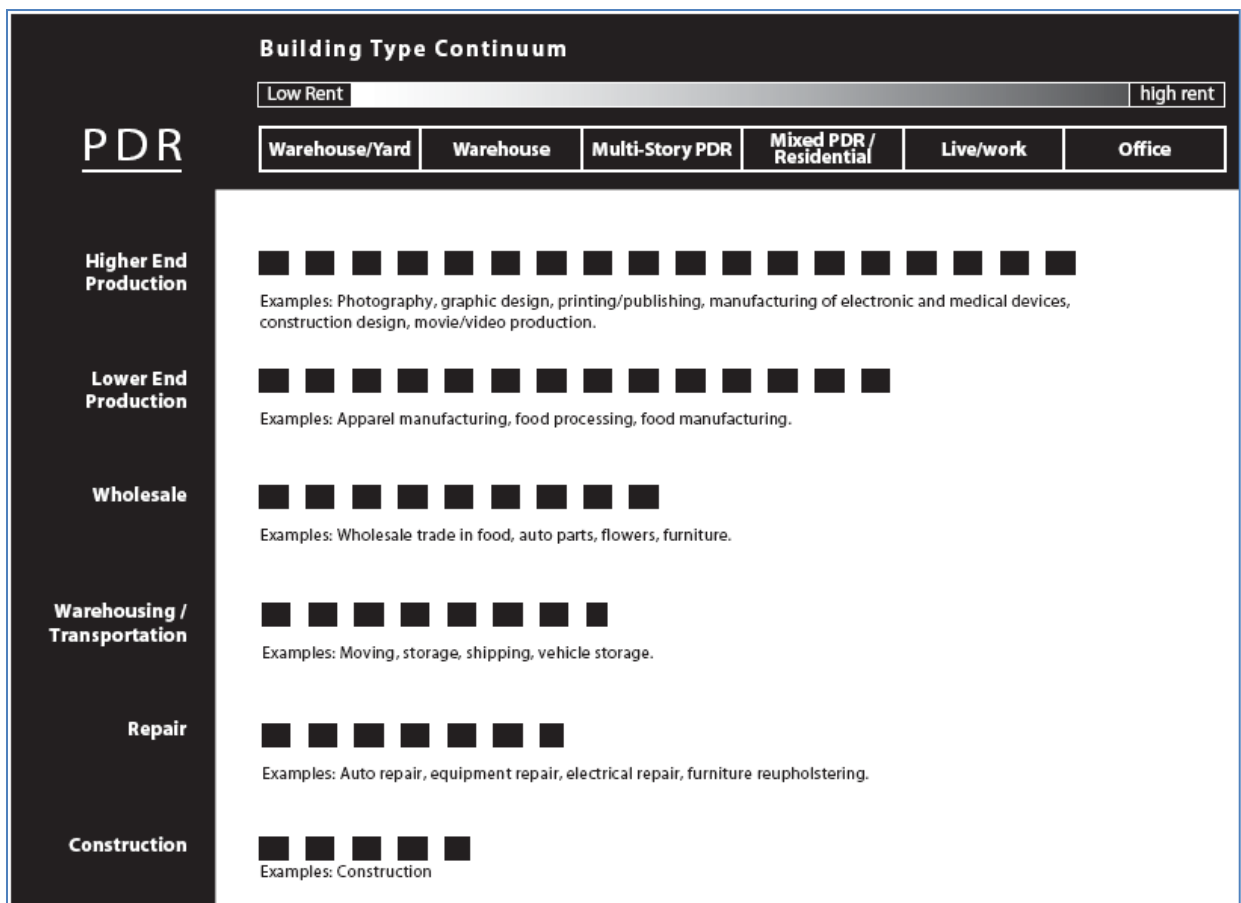 Building Type Continuum
Low Rent
high rent
PDR
Warehouse/Yard
Warehouse
Multi-Story PDR
Mixed PDR /
Residential
Live/work
Office
Higher End
Production
Examples: Photography, graphic design, printing/publishing, manufacturing of electronic and medical devices,
construction design, movie/video production.
Lower End
Production
Examples: Apparel manufacturing, food processing, food manufacturing.
Wholesale
Examples: Wholesale trade in food, auto parts, flowers, furniture.
Warehousing /
Transportation
Examples: Moving, storage, shipping, vehicle storage.
Repair
Examples: Auto repair, equipment repair, electrical repair, furniture reupholstering.
Construction
Examples: Construction